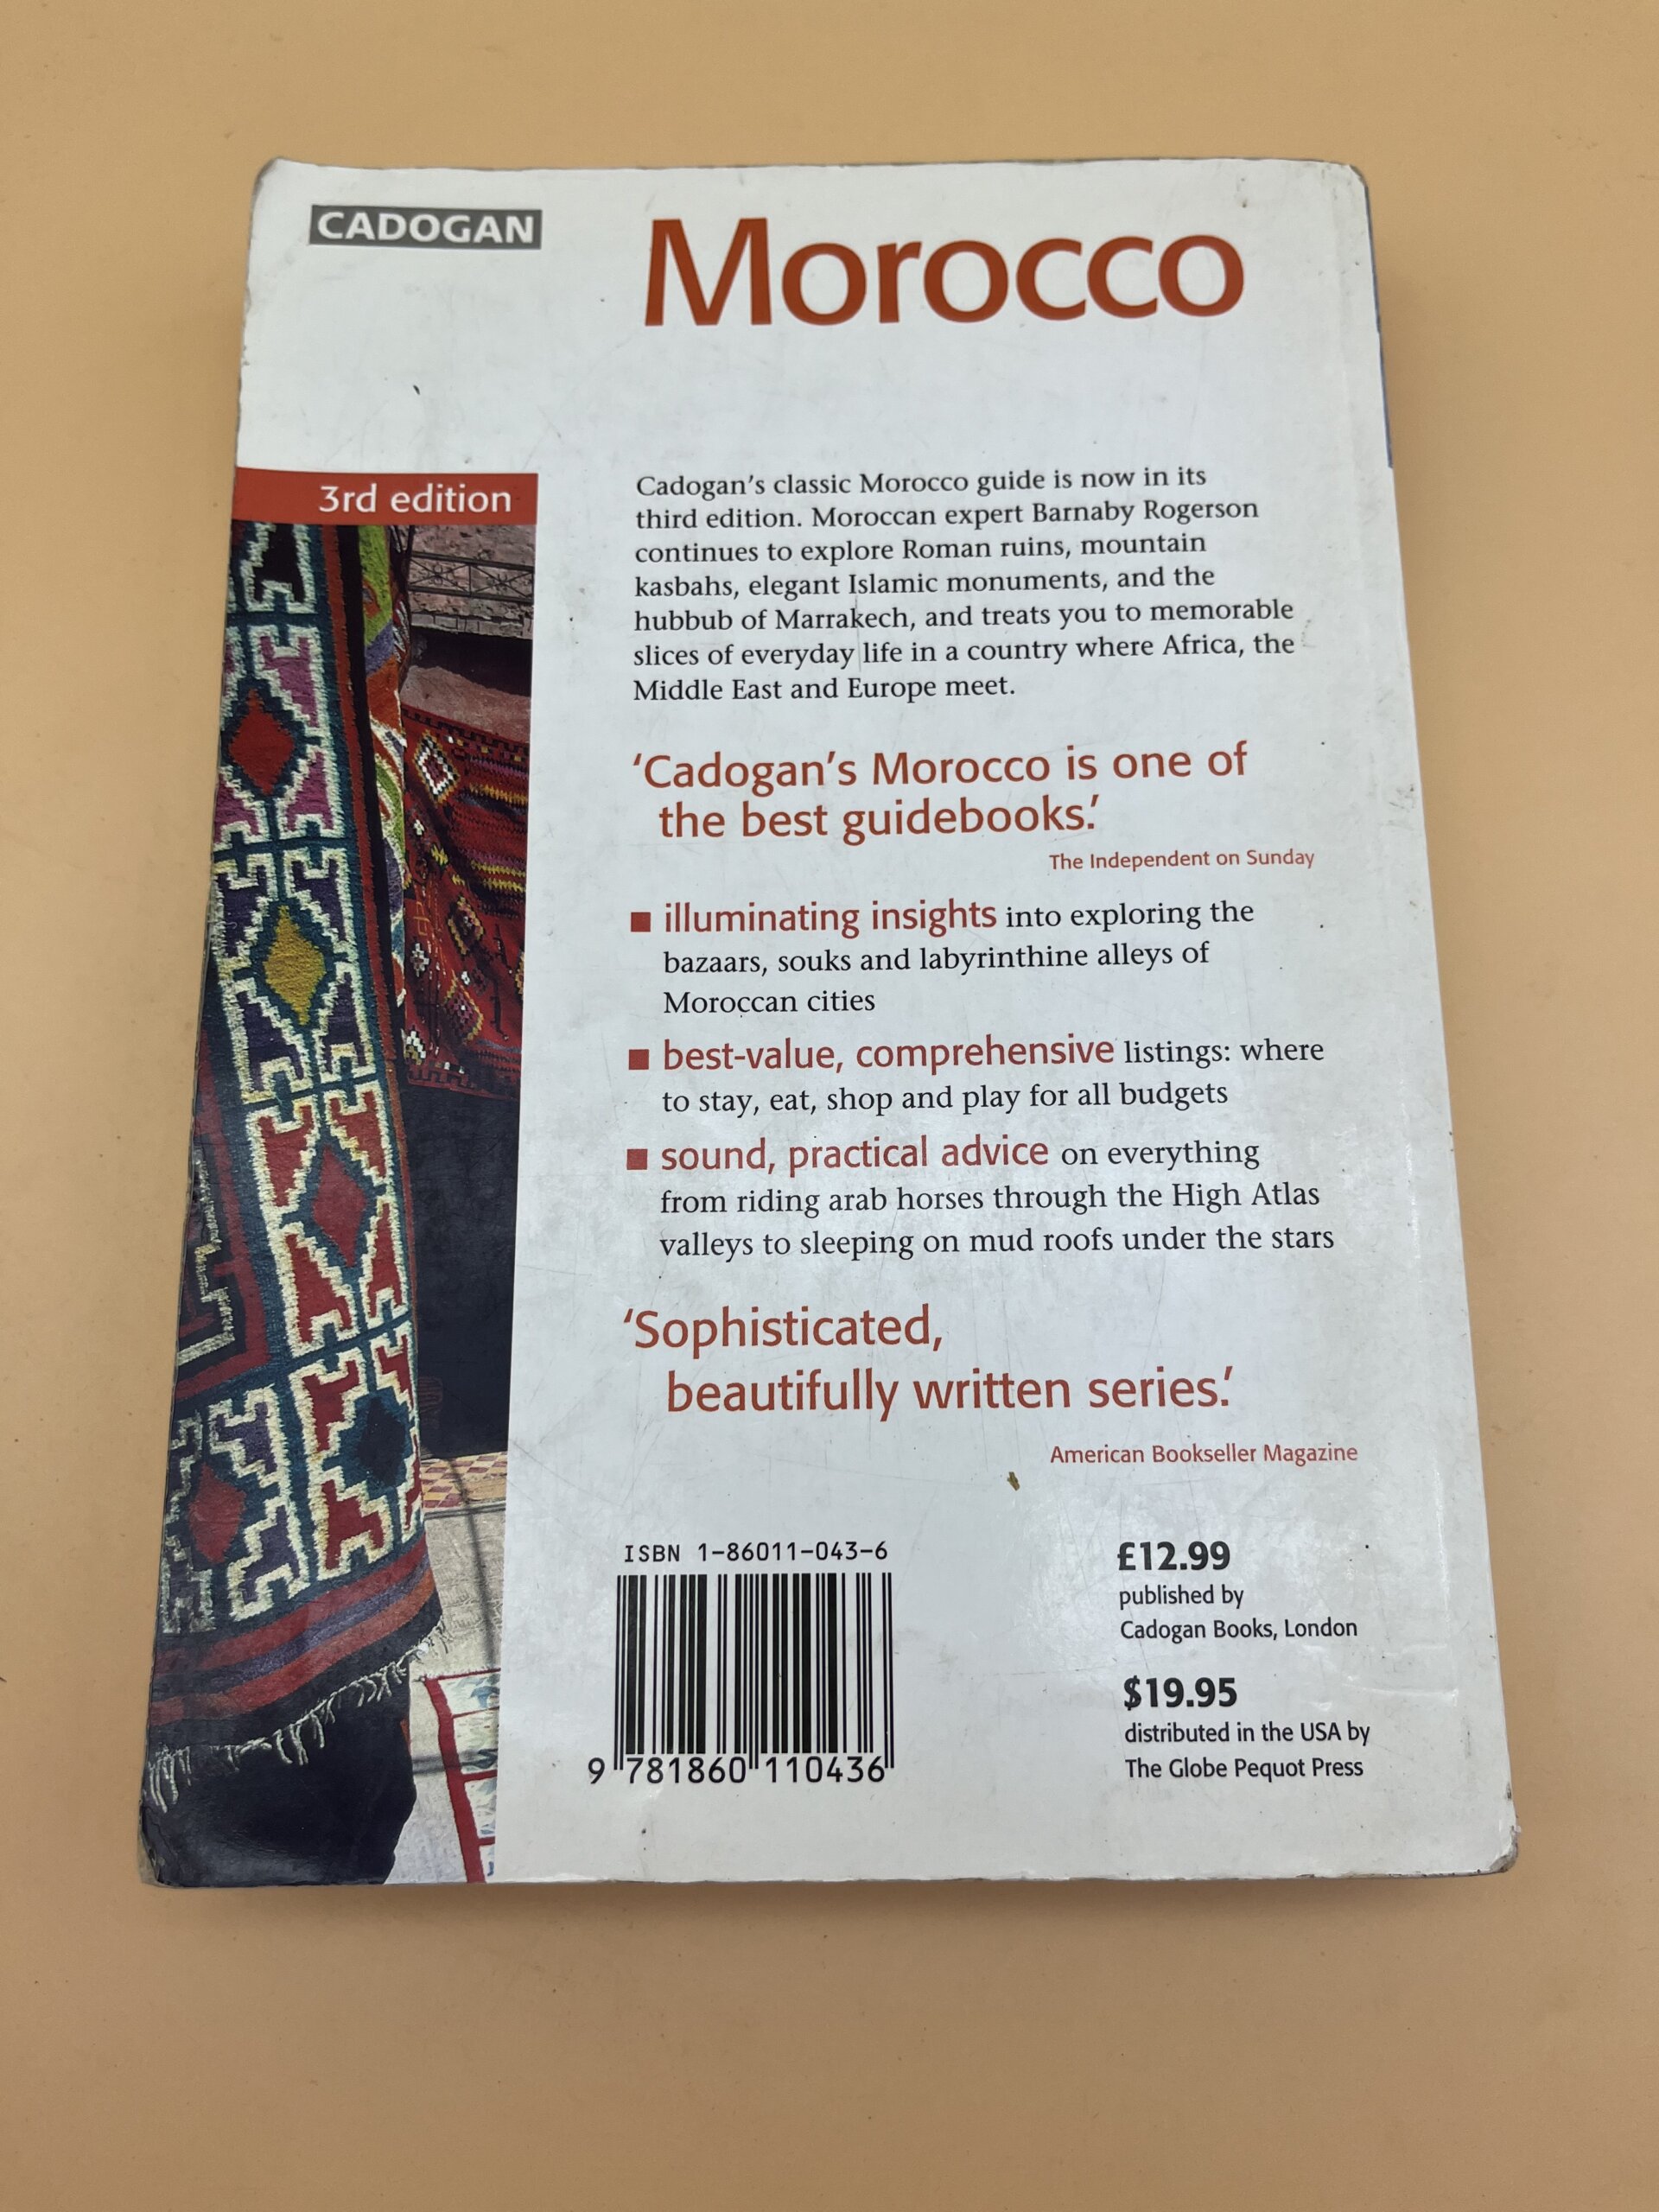 CADOGAN
Morocco
3rd edition
Cadogan's classic Morocco guide is now in its
third edition. Moroccan expert Barnaby Rogerson
continues to explore Roman ruins, mountain
kasbahs, elegant Islamic monuments, and the
hubbub of Marrakech, and treats you to memorable
slices of everyday life in a country where Africa, the
Middle East and Europe meet.
'Cadogan's Morocco is one of
the best guidebooks.'
The Independent on Sunday
■ illuminating insights into exploring the
bazaars, souks and labyrinthine alleys of
Moroccan cities
■ best-value, comprehensive listings: where
to stay, eat, shop and play for all budgets
■ sound, practical advice on everything
from riding arab horses through the High Atlas
valleys to sleeping on mud roofs under the stars
'Sophisticated,
beautifully written series.'
American Bookseller Magazine
ISBN 1-86011-043-6
9 781860 110436
£12.99
published by
Cadogan Books, London
$19.95
distributed in the USA by
The Globe Pequot Press